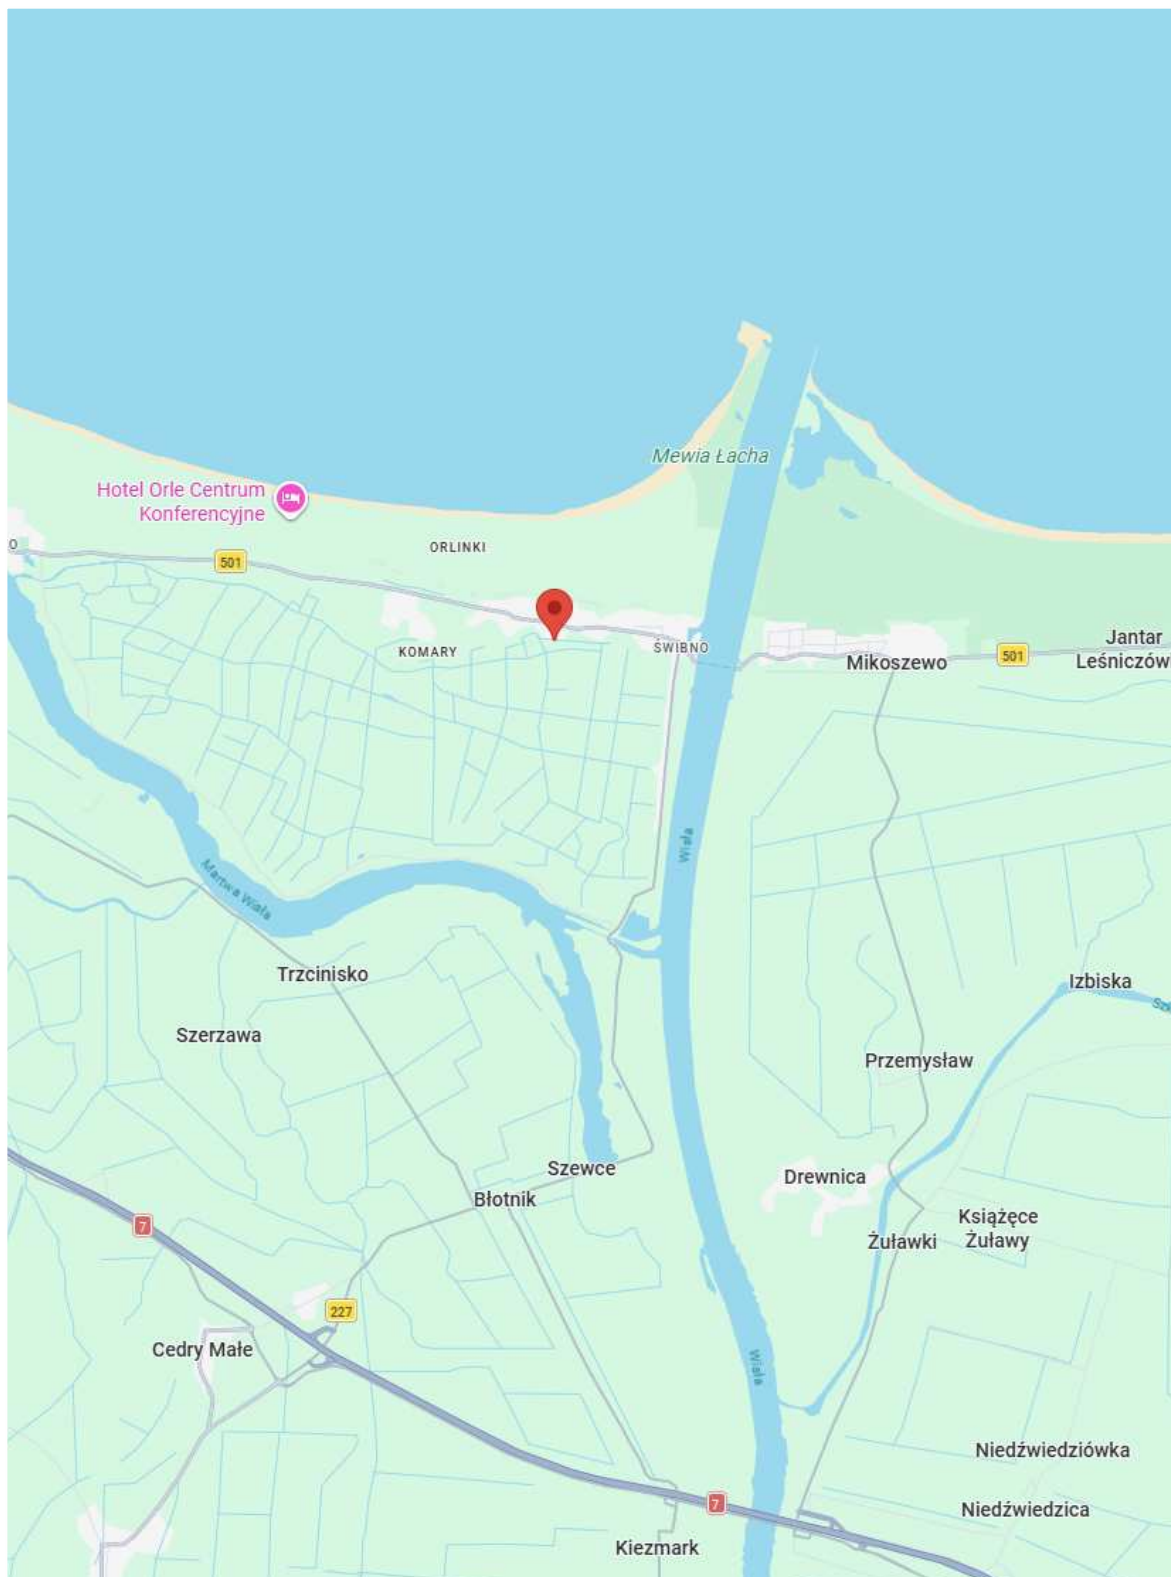 Mewia Łacha
Hotel Orle Centrum
Konferencyjne
O
501
ORLINKI
KOMARY
ŚWIBNO
Mikoszewo
501
Jantar
Leśniczów
Wisła
Martwa Wisła
Trzcinisko
Izbiska
Szk
Szerzawa
Przemysław
Szewce
Drewnica
Błotnik
Książęce
Żuławy
7
Żuławki
227
Cedry Małe
Wisła
Niedźwiedziówka
7
Niedźwiedzica
Kiezmark